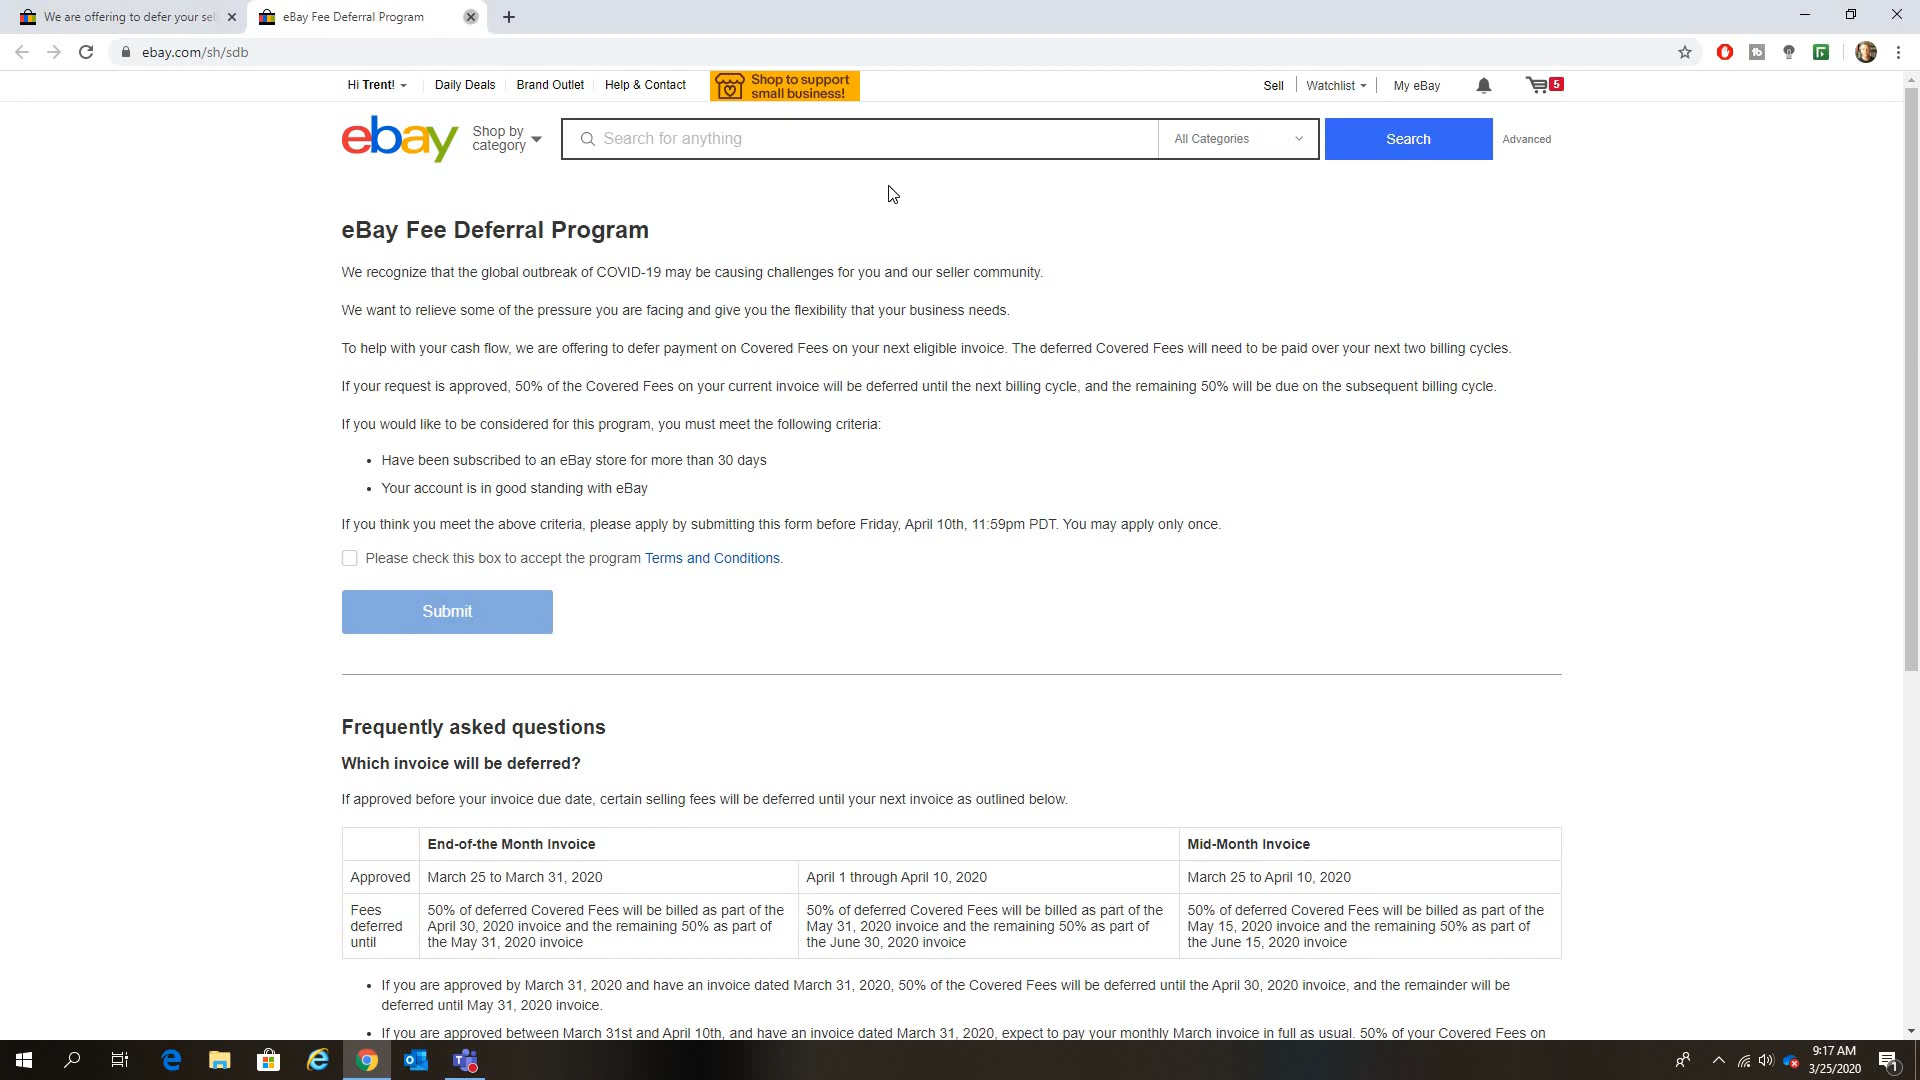 We are offering to defer your sell
eBay Fee Deferral Program
ebay.com/sh/sdb
Hi Trent!
Daily Deals
Brand Outlet
Help & Contact
Shop to support
small business!
Sell
Watchlist
My eBay
5
ebay
Shop by
category
Search for anything
All Categories
Search
Advanced
eBay Fee Deferral Program
We recognize that the global outbreak of COVID-19 may be causing challenges for you and our seller community.
We want to relieve some of the pressure you are facing and give you the flexibility that your business needs.
To help with your cash flow, we are offering to defer payment on Covered Fees on your next eligible invoice. The deferred Covered Fees will need to be paid over your next two billing cycles.
If your request is approved, 50% of the Covered Fees on your current invoice will be deferred until the next billing cycle, and the remaining 50% will be due on the subsequent billing cycle.
If you would like to be considered for this program, you must meet the following criteria:
• Have been subscribed to an eBay store for more than 30 days
• Your account is in good standing with eBay
If you think you meet the above criteria, please apply by submitting this form before Friday, April 10th, 11:59pm PDT. You may apply only once.
Please check this box to accept the program Terms and Conditions.
Submit
Frequently asked questions
Which invoice will be deferred?
If approved before your invoice due date, certain selling fees will be deferred until your next invoice as outlined below.
End-of-the Month Invoice
Mid-Month Invoice
Approved
March 25 to March 31, 2020
April 1 through April 10, 2020
March 25 to April 10, 2020
Fees
deferred
until
50% of deferred Covered Fees will be billed as part of the
April 30, 2020 invoice and the remaining 50% as part of
the May 31, 2020 invoice
50% of deferred Covered Fees will be billed as part of the
May 31, 2020 invoice and the remaining 50% as part of
the June 30, 2020 invoice
50% of deferred Covered Fees will be billed as part of the
May 15, 2020 invoice and the remaining 50% as part of
the June 15, 2020 invoice
• If you are approved by March 31, 2020 and have an invoice dated March 31, 2020, 50% of the Covered Fees will be deferred until the April 30, 2020 invoice, and the remainder will be
deferred until May 31, 2020 invoice.
• If you are approved between March 31st and April 10th, and have an invoice dated March 31, 2020, expect to pay your monthly March invoice in full as usual. 50% of your Covered Fees on
9:17 AM
3/25/2020
1